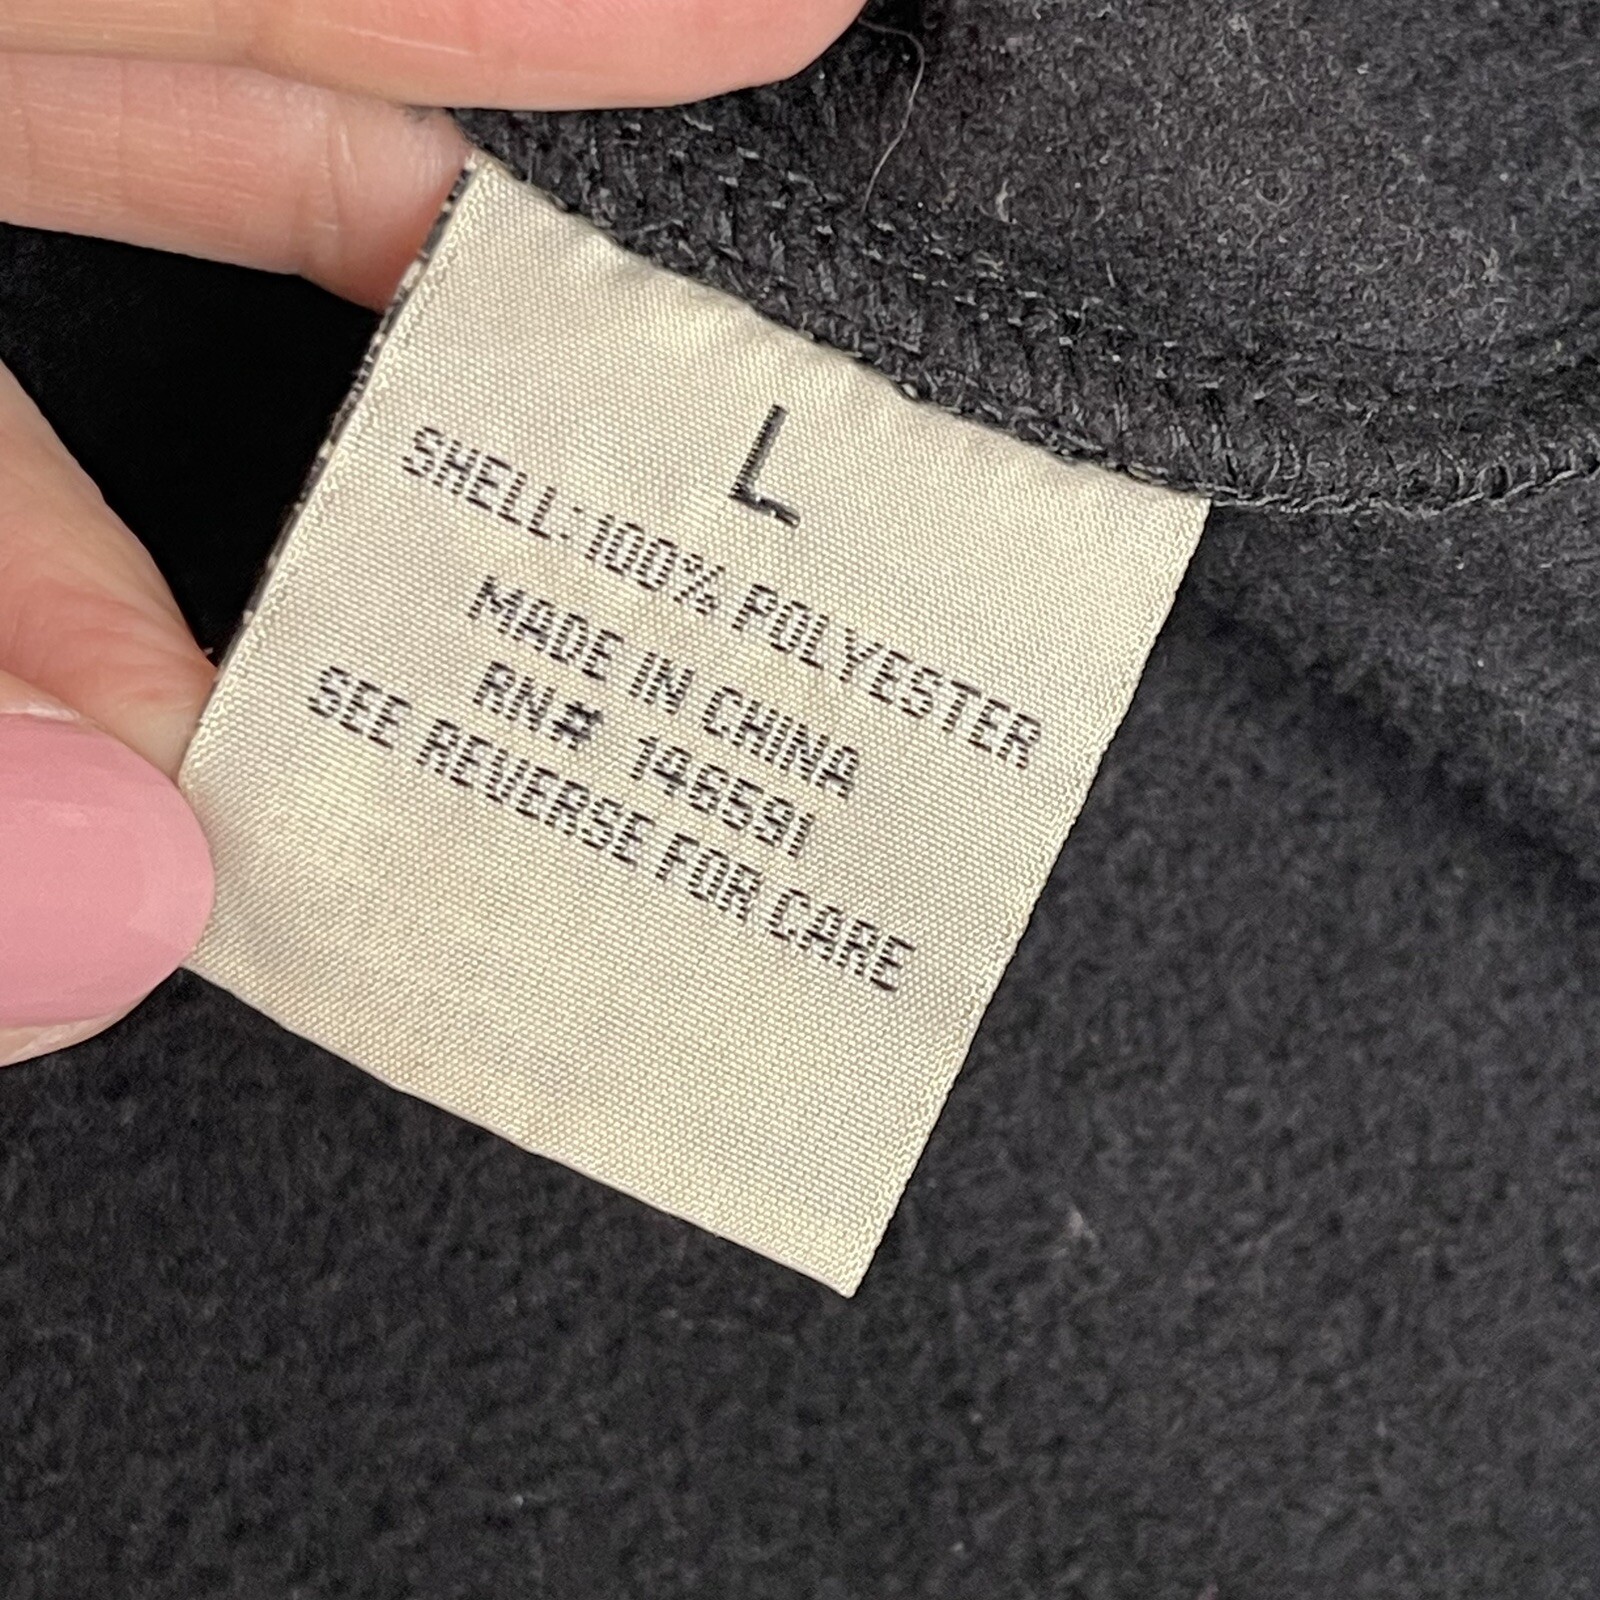 L
SHELL: 100% POLYESTER
MADE IN CHINA
RN# 146591
SEE REVERSE FOR CARE